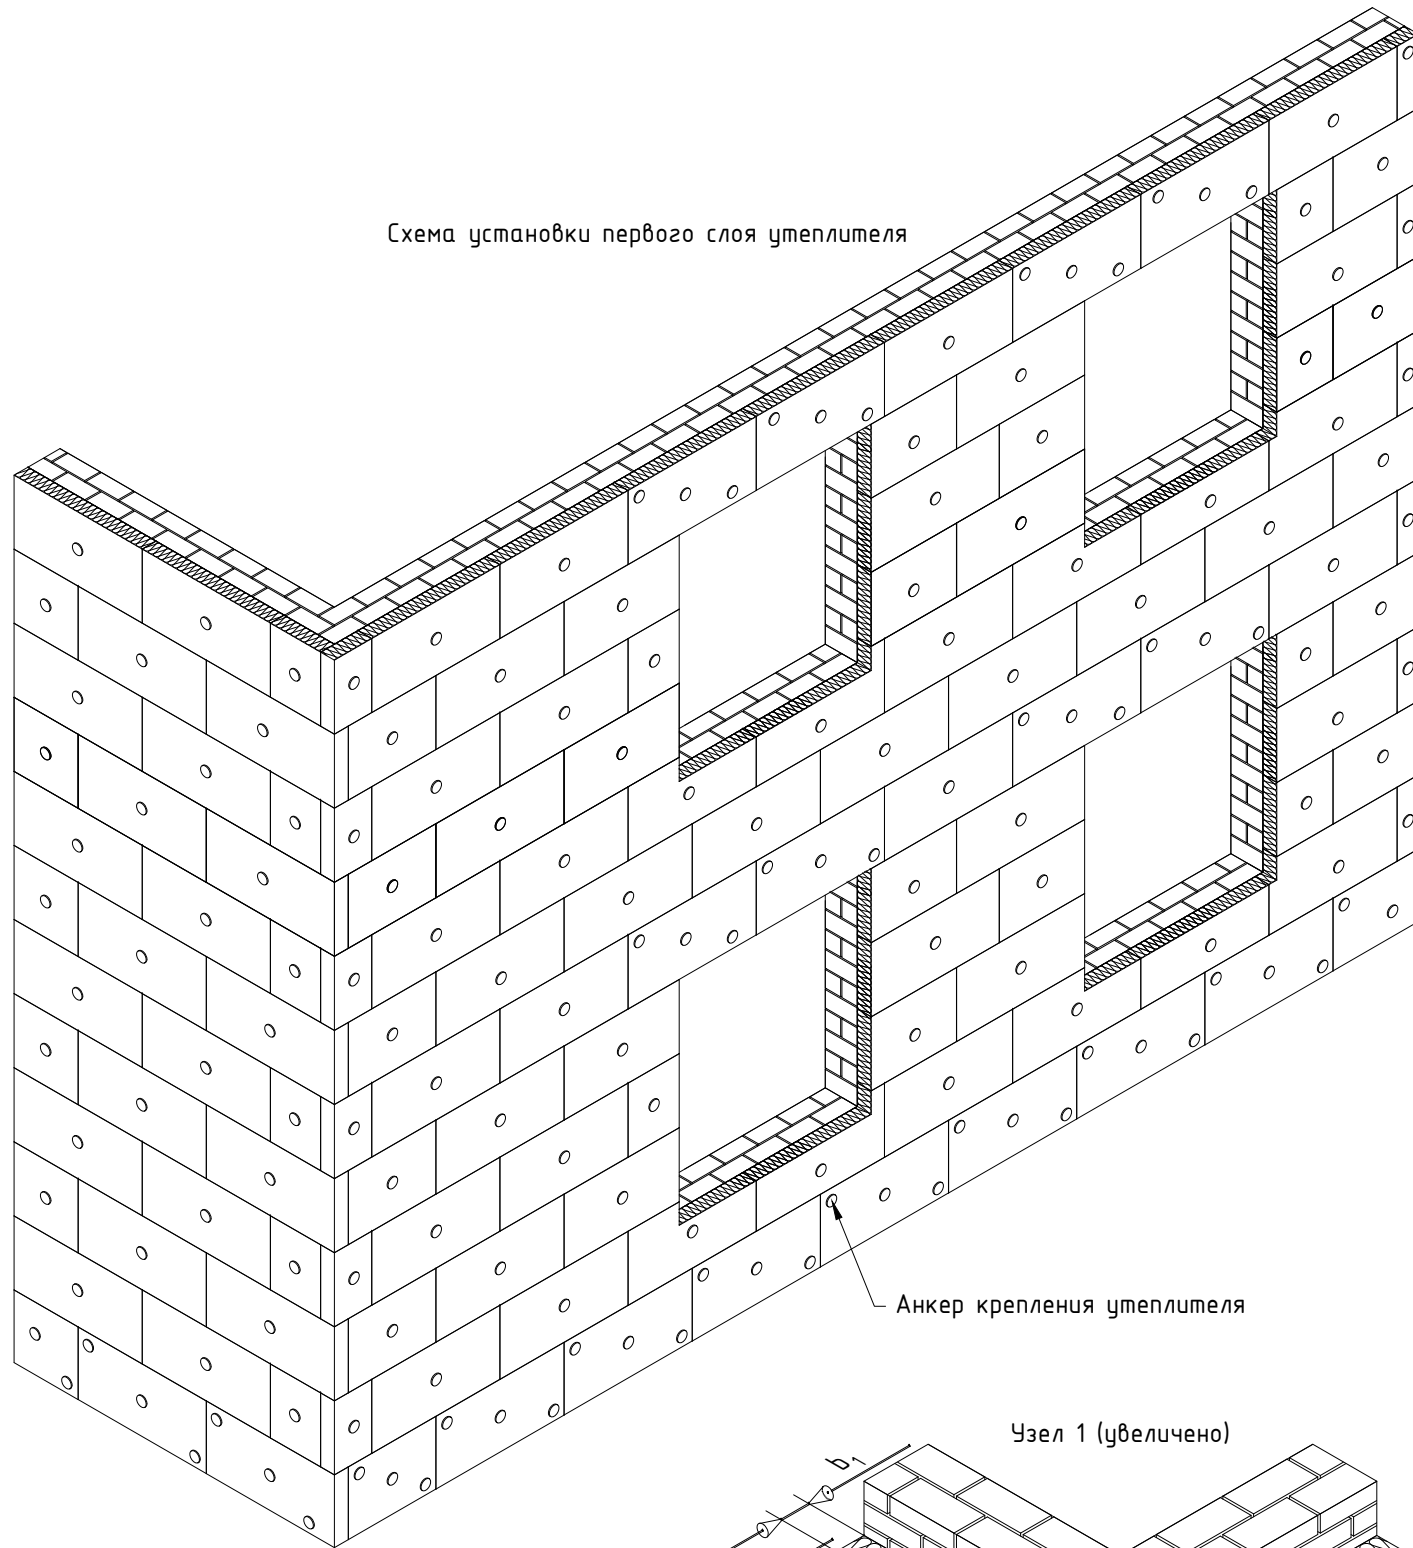 Схема установки первого слоя утеплителя
Анкер крепления утеплителя
Узел 1 (увеличено)
b1